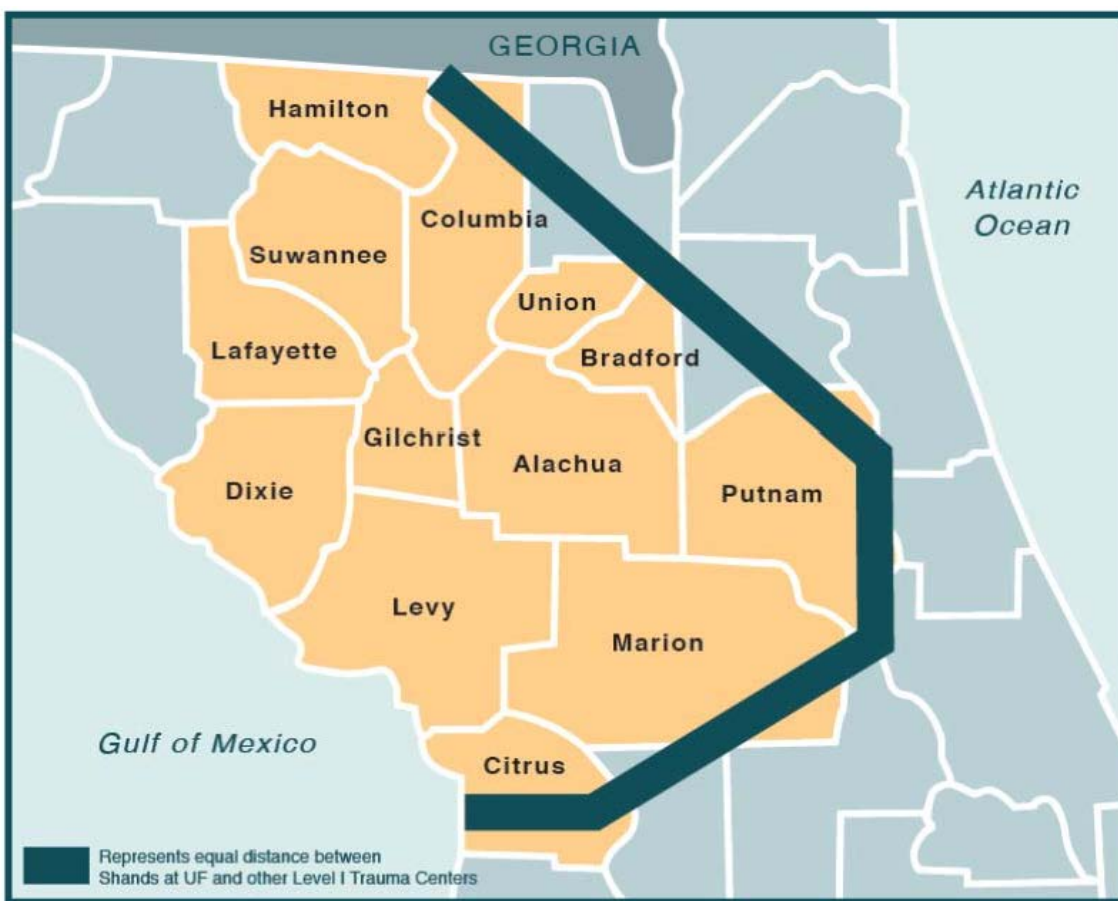 GEORGIA
Hamilton
Atlantic
Ocean
Columbia
Suwannee
Union
Lafayette
Bradford
Gilchrist
Alachua
Dixie
Putnam
Levy
Marion
Gulf of Mexico
Citrus
Represents equal distance between
Shands at UF and other Level I Trauma Centers